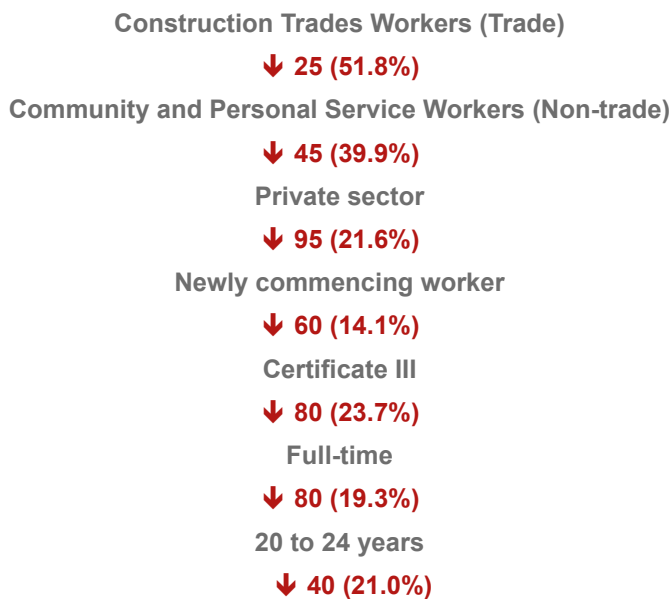 Construction Trades Workers (Trade)
↓ 25 (51.8%)
Community and Personal Service Workers (Non-trade)
↓ 45 (39.9%)
Private sector
↓ 95 (21.6%)
Newly commencing worker
↓ 60 (14.1%)
Certificate III
↓ 80 (23.7%)
Full-time
↓ 80 (19.3%)
20 to 24 years
↓ 40 (21.0%)